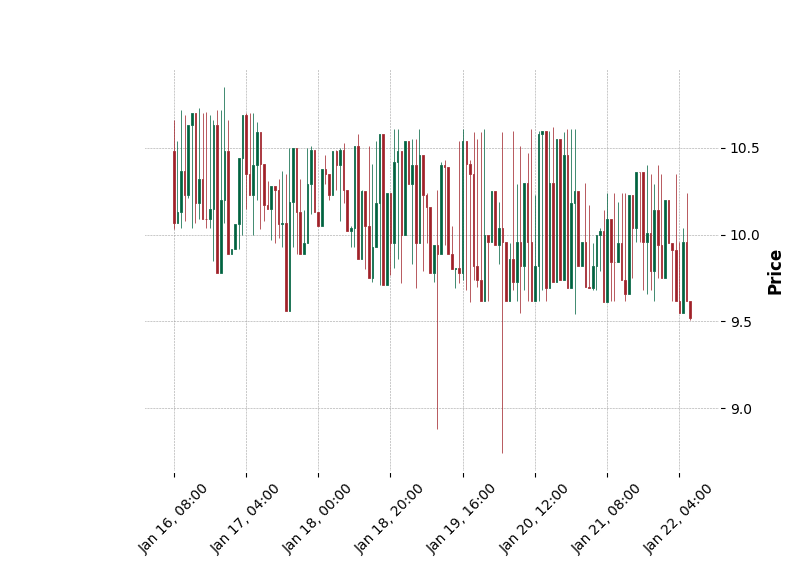 10.5
10.0
9.5
9.0
Price
Jan 16, 08:00
Jan 17, 04:00
Jan 18, 00:00
Jan 18, 20:00
Jan 19, 16:00
Jan 20, 12:00
Jan 21, 08:00
Jan 22, 04:00